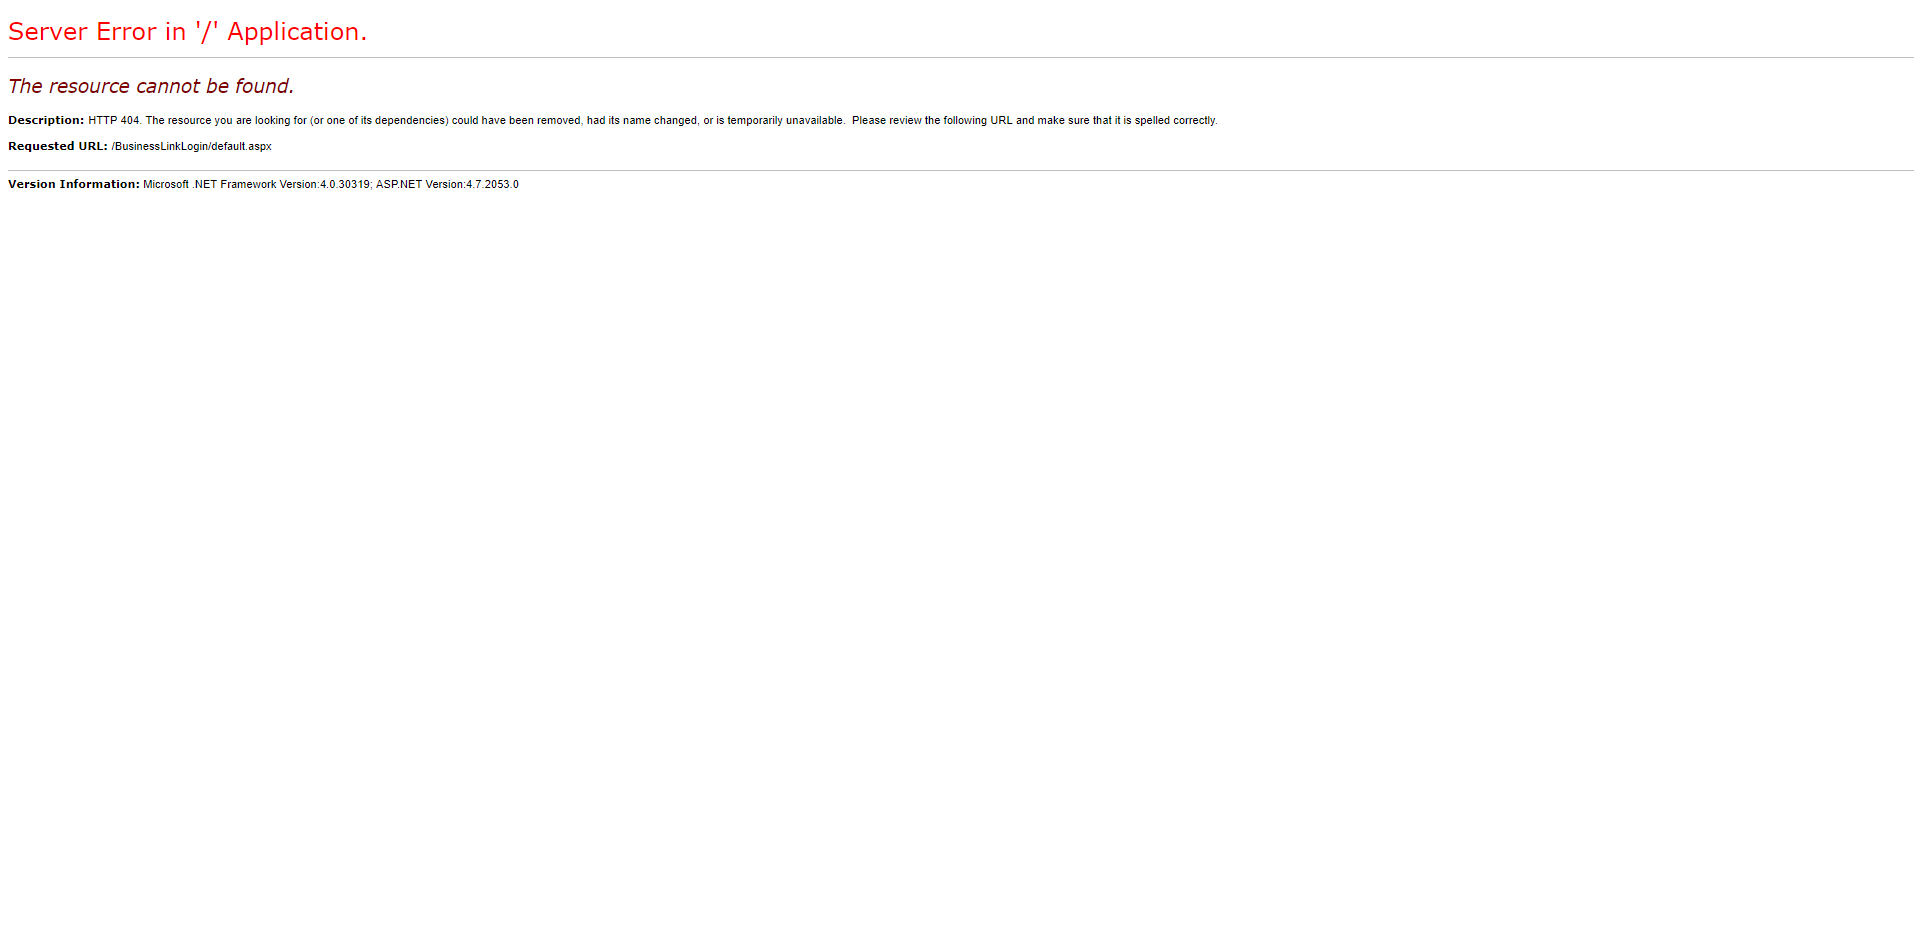 Server Error in '/' Application.
The resource cannot be found.
Description: HTTP 404. The resource you are looking for (or one of its dependencies) could have been removed, had its name changed, or is temporarily unavailable.  Please review the following URL and make sure that it is spelled correctly.
Requested URL: /BusinessLinkLogin/default.aspx
Version Information: Microsoft .NET Framework Version:4.0.30319; ASP.NET Version:4.7.2053.0